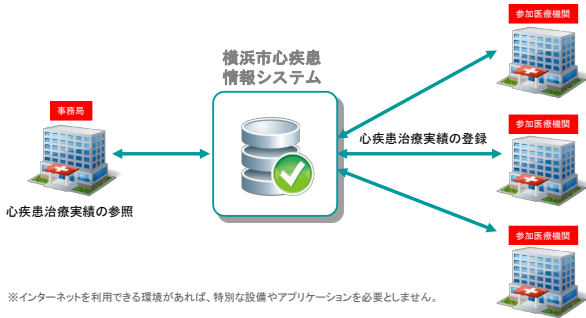 参加医療機関
横浜市心疾患
情報システム
事務局
参加医療機関
心疾患治療実績の登録
心疾患治療実績の参照
参加医療機関
※インターネットを利用できる環境があれば、特別な設備やアプリケーションを必要としません。